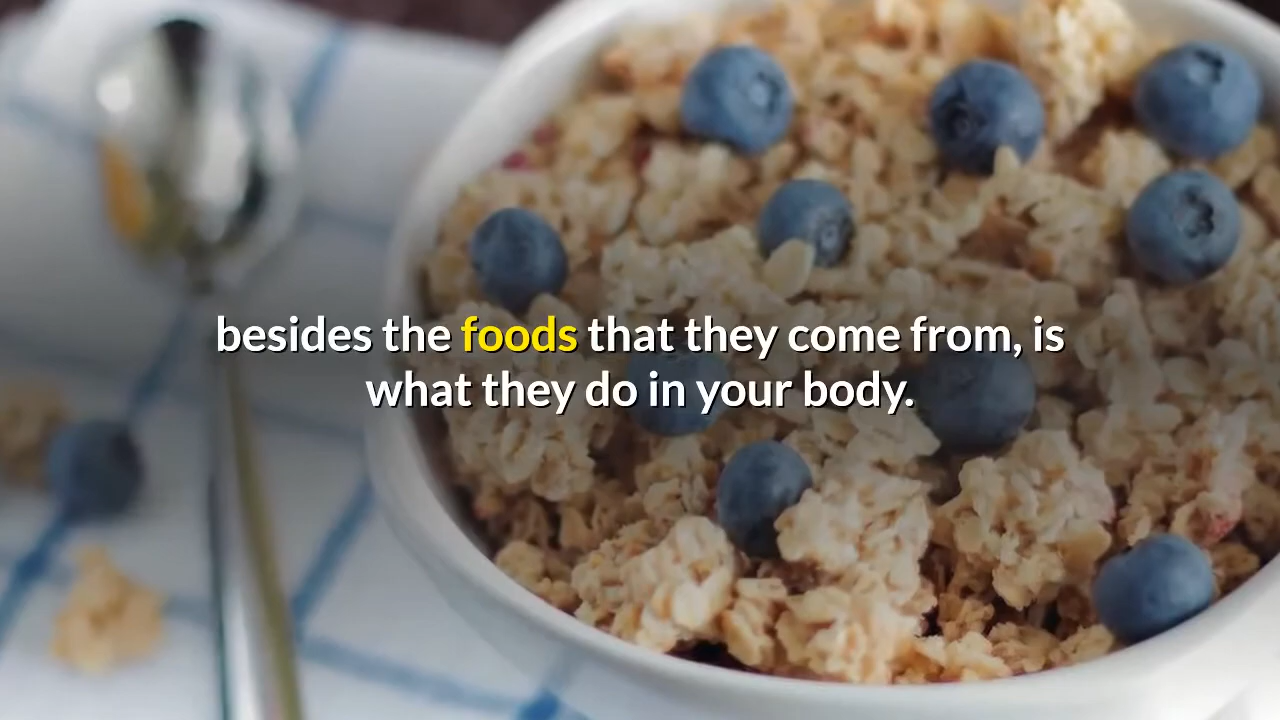 besides the foods that they come from, is
what they do in your body.